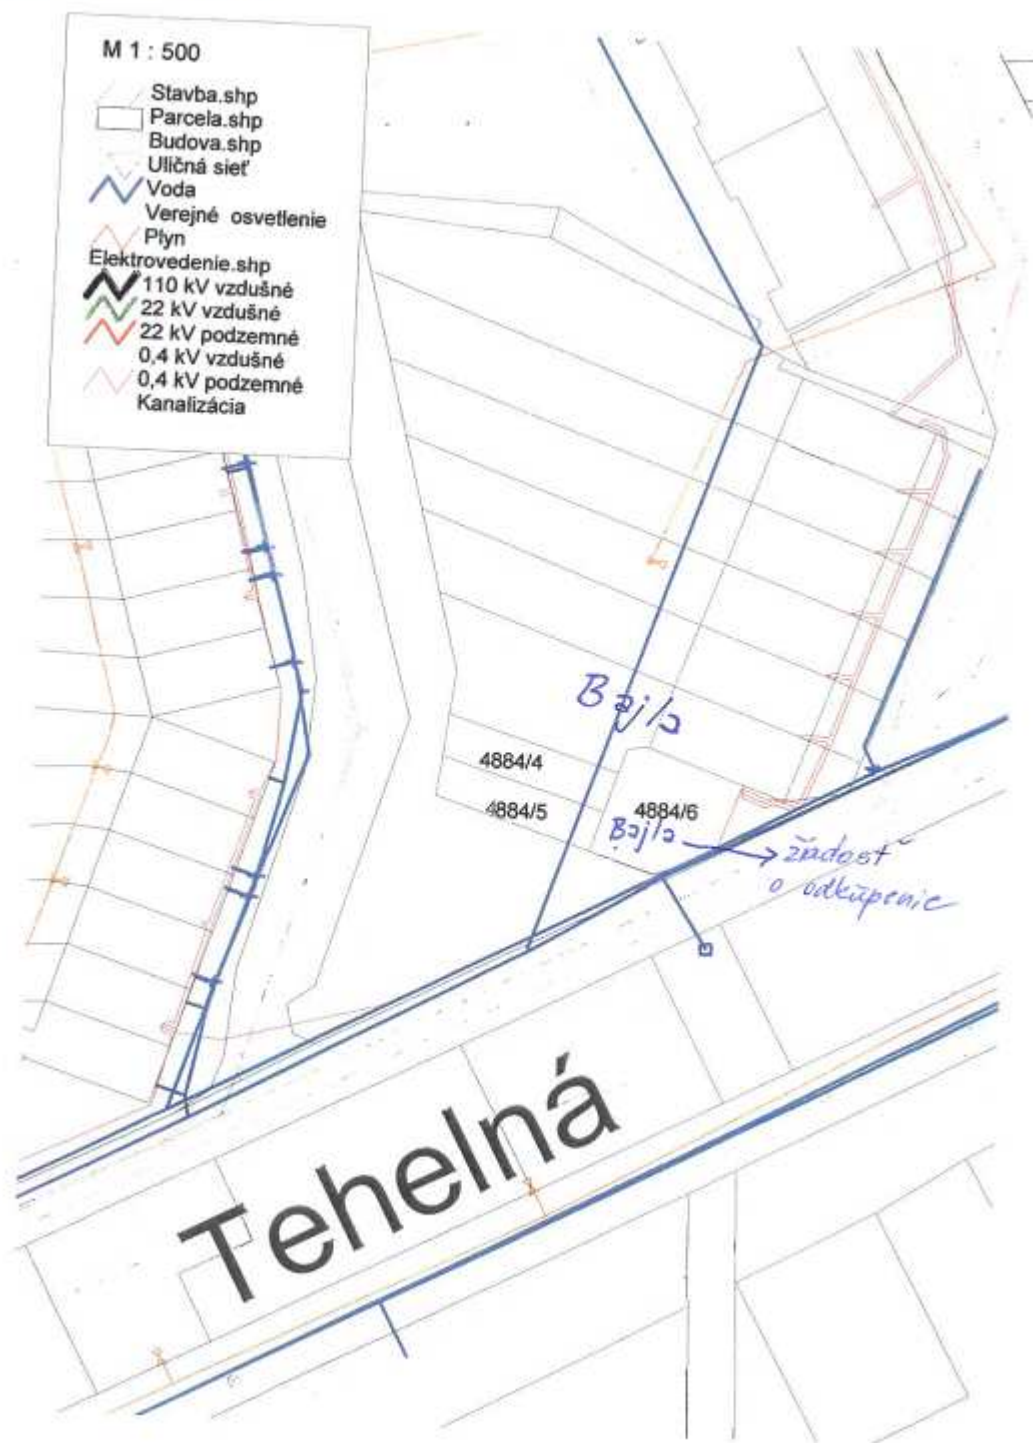 M 1 : 500
Stavba.shp
Parcela.shp
Budova.shp
Uličná sieť
Voda
Verejné osvetlenie
Plyn
Elektrovedenie.shp
110 kV vzdušné
22 kV vzdušné
22 kV podzemné
0,4 kV vzdušné
0,4 kV podzemné
Kanalizácia
Bajla
4884/4
4884/5
4884/6
Bajla → žiadosť
o odkúpenie
Tehelná